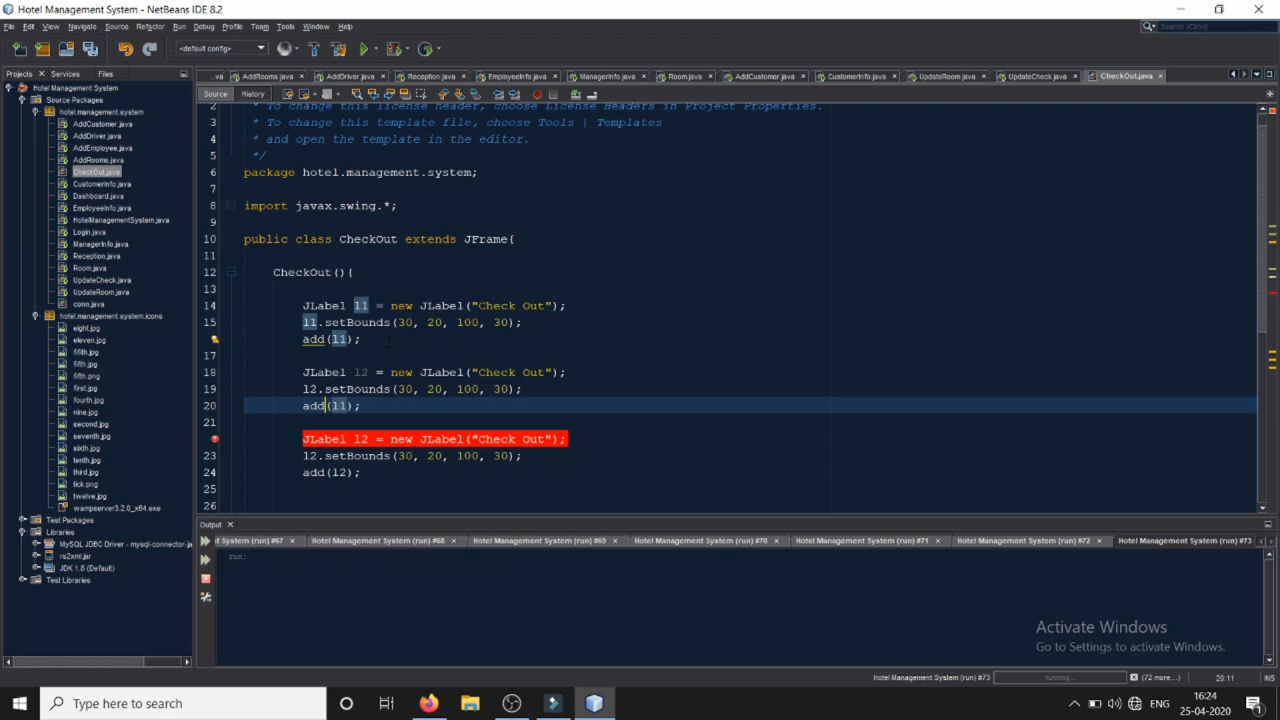 Hotel Management System - NetBeans IDE 8.2
File Edit View Navigate Source Refactor Run Debug Profile Team Tools Window Help
Search (Ctrl+I)
<default config>
Projects Services Files
...va AddRooms.java AddDriver.java Reception.java EmployeeInfo.java ManagerInfo.java Room.java AddCustomer.java CustomerInfo.java UpdateRoom.java UpdateCheck.java CheckOut.java
Source History
Hotel Management System
Source Packages
hotel.management.system
AddCustomer.java
AddDriver.java
AddEmployee.java
AddRooms.java
CheckOut.java
CustomerInfo.java
Dashboard.java
EmployeeInfo.java
HotelManagementSystem.java
Login.java
ManagerInfo.java
Reception.java
Room.java
UpdateCheck.java
UpdateRoom.java
conn.java
hotel.management.system.icons
eight.jpg
eleven.jpg
fifith.jpg
fifth.jpg
fifth.png
first.jpg
fourth.jpg
nine.jpg
second.jpg
seventh.jpg
sixth.jpg
tenth.jpg
third.jpg
tick.png
twelve.jpg
wampserver3.2.0_x64.exe
Test Packages
Libraries
MySQL JDBC Driver - mysql-connector-ja
rs2xml.jar
JDK 1.8 (Default)
Test Libraries
2 * To change this license header, choose License Headers in Project Properties.
3 * To change this template file, choose Tools | Templates
4 * and open the template in the editor.
5 */
6 package hotel.management.system;
7
8 import javax.swing.*;
9
10 public class CheckOut extends JFrame{
11
12 CheckOut(){
13
14 JLabel l1 = new JLabel("Check Out");
15 l1.setBounds(30, 20, 100, 30);
add(l1);
17
18 JLabel l2 = new JLabel("Check Out");
19 l2.setBounds(30, 20, 100, 30);
20 add(l1);
21
JLabel l2 = new JLabel("Check Out");
23 l2.setBounds(30, 20, 100, 30);
24 add(l2);
25
26
Output
nt System (run) #67 Hotel Management System (run) #68 Hotel Management System (run) #69 Hotel Management System (run) #70 Hotel Management System (run) #71 Hotel Management System (run) #72 Hotel Management System (run) #73
run:
Activate Windows
Go to Settings to activate Windows.
Hotel Management System (run) #73 running... (72 more...) 20:11 INS
Type here to search
ENG
16:24
25-04-2020
1